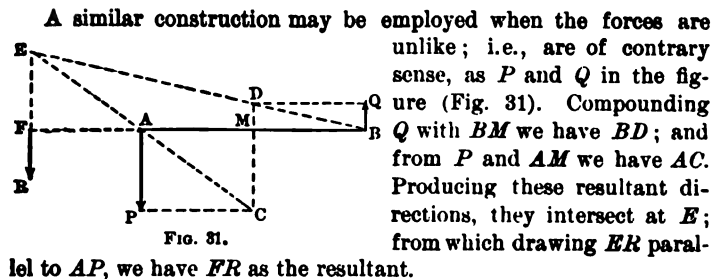 A similar construction may be employed when the forces are
unlike; i.e., are of contrary
sense, as P and Q in the fig-
ure (Fig. 31). Compounding
Q with BM we have BD; and
from P and AM we have AC.
Producing these resultant di-
rections, they intersect at E;
from which drawing ER paral-
lel to AP, we have FR as the resultant.
E
D
Q
F
A
M
B
R
P
C
FIG. 31.